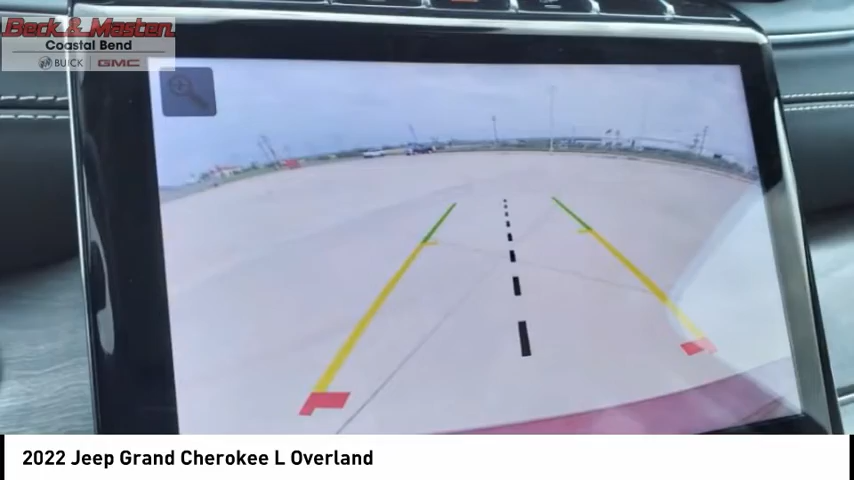 Beck & Masten
Coastal Bend
BUICK GMC
2022 Jeep Grand Cherokee L Overland